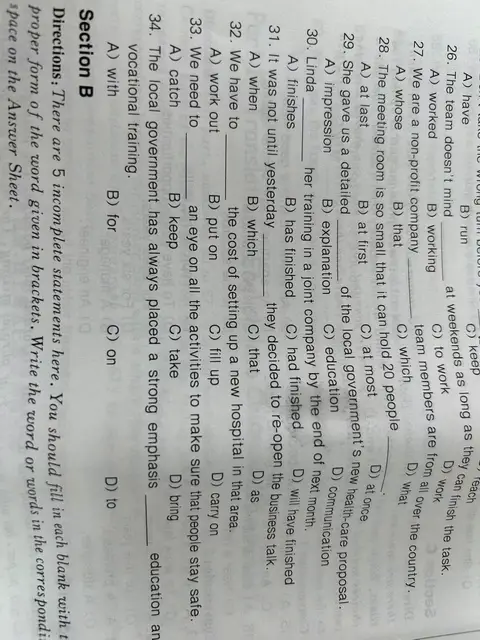 the wrong turn
A) have B) run C) keep D) reach
26. The team doesn't mind ______ at weekends as long as they can finish the task.
A) worked B) working C) to work D) work
27. We are a non-profit company ______ team members are from all over the country.
A) whose B) that C) which D) what
28. The meeting room is so small that it can hold 20 people ______.
A) at last B) at first C) at most D) at once
29. She gave us a detailed ______ of the local government's new health-care proposal.
A) impression B) explanation C) education D) communication
30. Linda ______ her training in a joint company by the end of next month.
A) finishes B) has finished C) had finished D) will have finished
31. It was not until yesterday ______ they decided to re-open the business talk.
A) when B) which C) that D) as
32. We have to ______ the cost of setting up a new hospital in that area.
A) work out B) put on C) fill up D) carry on
33. We need to ______ an eye on all the activities to make sure that people stay safe.
A) catch B) keep C) take D) bring
34. The local government has always placed a strong emphasis ______ education an
vocational training.
A) with B) for C) on D) to
Section B
Directions: There are 5 incomplete statements here. You should fill in each blank with t
proper form of the word given in brackets. Write the word or words in the correspondi
space on the Answer Sheet.